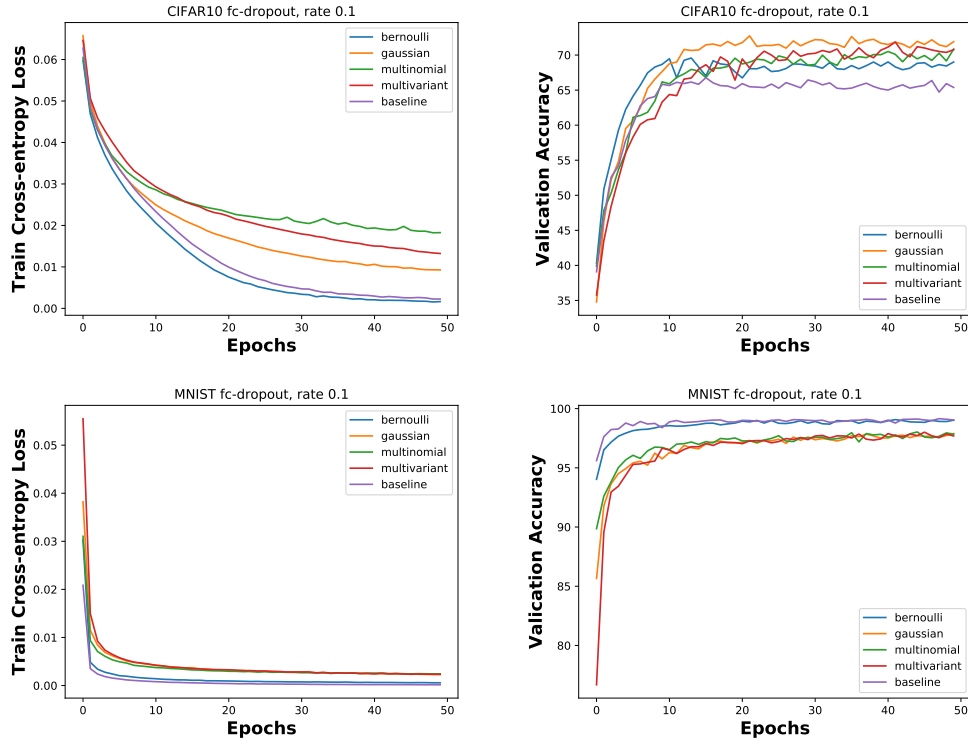 CIFAR10 fc-dropout, rate 0.1
Train Cross-entropy Loss
0.06
0.05
0.04
0.03
0.02
0.01
0.00
bernoulli
gaussian
multinomial
multivariant
baseline
0 10 20 30 40 50
Epochs
CIFAR10 fc-dropout, rate 0.1
Valication Accuracy
70
65
60
55
50
45
40
35
bernoulli
gaussian
multinomial
multivariant
baseline
0 10 20 30 40 50
Epochs
MNIST fc-dropout, rate 0.1
Train Cross-entropy Loss
0.05
0.04
0.03
0.02
0.01
0.00
bernoulli
gaussian
multinomial
multivariant
baseline
0 10 20 30 40 50
Epochs
MNIST fc-dropout, rate 0.1
Valication Accuracy
100
95
90
85
80
bernoulli
gaussian
multinomial
multivariant
baseline
0 10 20 30 40 50
Epochs